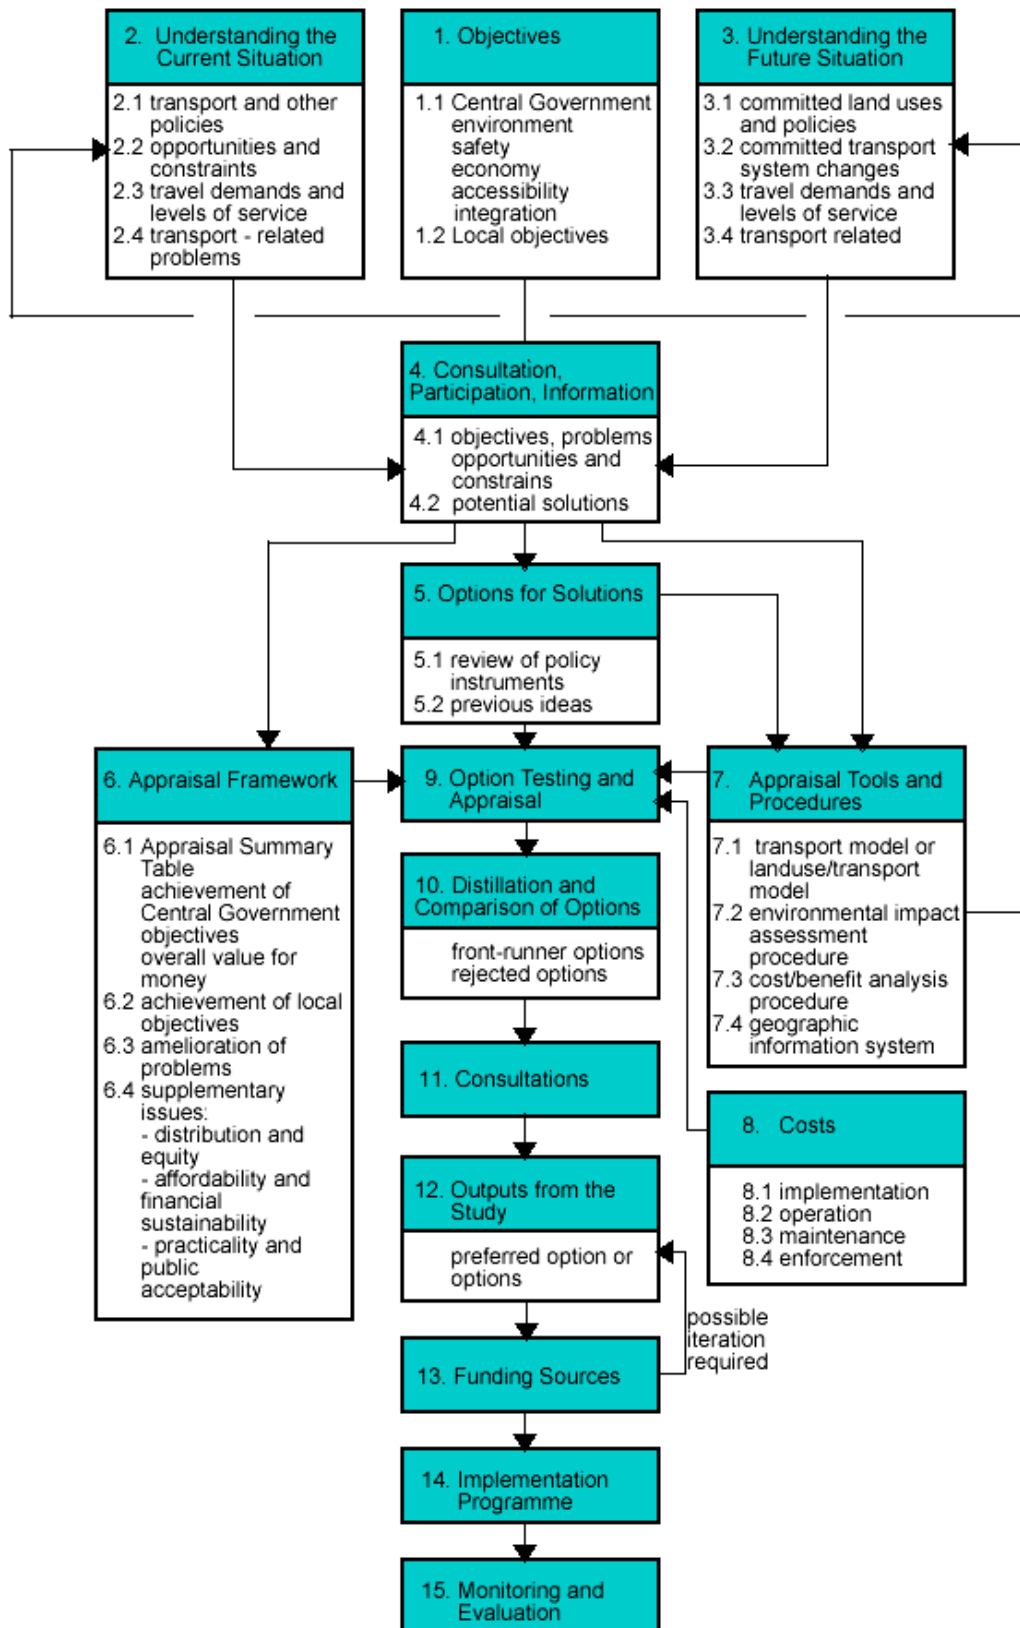 2. Understanding the
Current Situation
2.1 transport and other
policies
2.2 opportunities and
constraints
2.3 travel demands and
levels of service
2.4 transport - related
problems
1. Objectives
1.1 Central Government
environment
safety
economy
accessibility
integration
1.2 Local objectives
3. Understanding the
Future Situation
3.1 committed land uses
and policies
3.2 committed transport
system changes
3.3 travel demands and
levels of service
3.4 transport related
4. Consultation,
Participation, Information
4.1 objectives, problems
opportunities and
constrains
4.2 potential solutions
5. Options for Solutions
5.1 review of policy
instruments
5.2 previous ideas
6. Appraisal Framework
6.1 Appraisal Summary
Table
achievement of
Central Government
objectives
overall value for
money
6.2 achievement of local
objectives
6.3 amelioration of
problems
6.4 supplementary
issues:
- distribution and
equity
- affordability and
financial
sustainability
- practicality and
public
acceptability
9. Option Testing and
Appraisal
7. Appraisal Tools and
Procedures
7.1 transport model or
landuse/transport
model
7.2 environmental impact
assessment
procedure
7.3 cost/benefit analysis
procedure
7.4 geographic
information system
10. Distillation and
Comparison of Options
front-runner options
rejected options
11. Consultations
8. Costs
8.1 implementation
8.2 operation
8.3 maintenance
8.4 enforcement
12. Outputs from the
Study
preferred option or
options
possible
iteration
required
13. Funding Sources
14. Implementation
Programme
15. Monitoring and
Evaluation